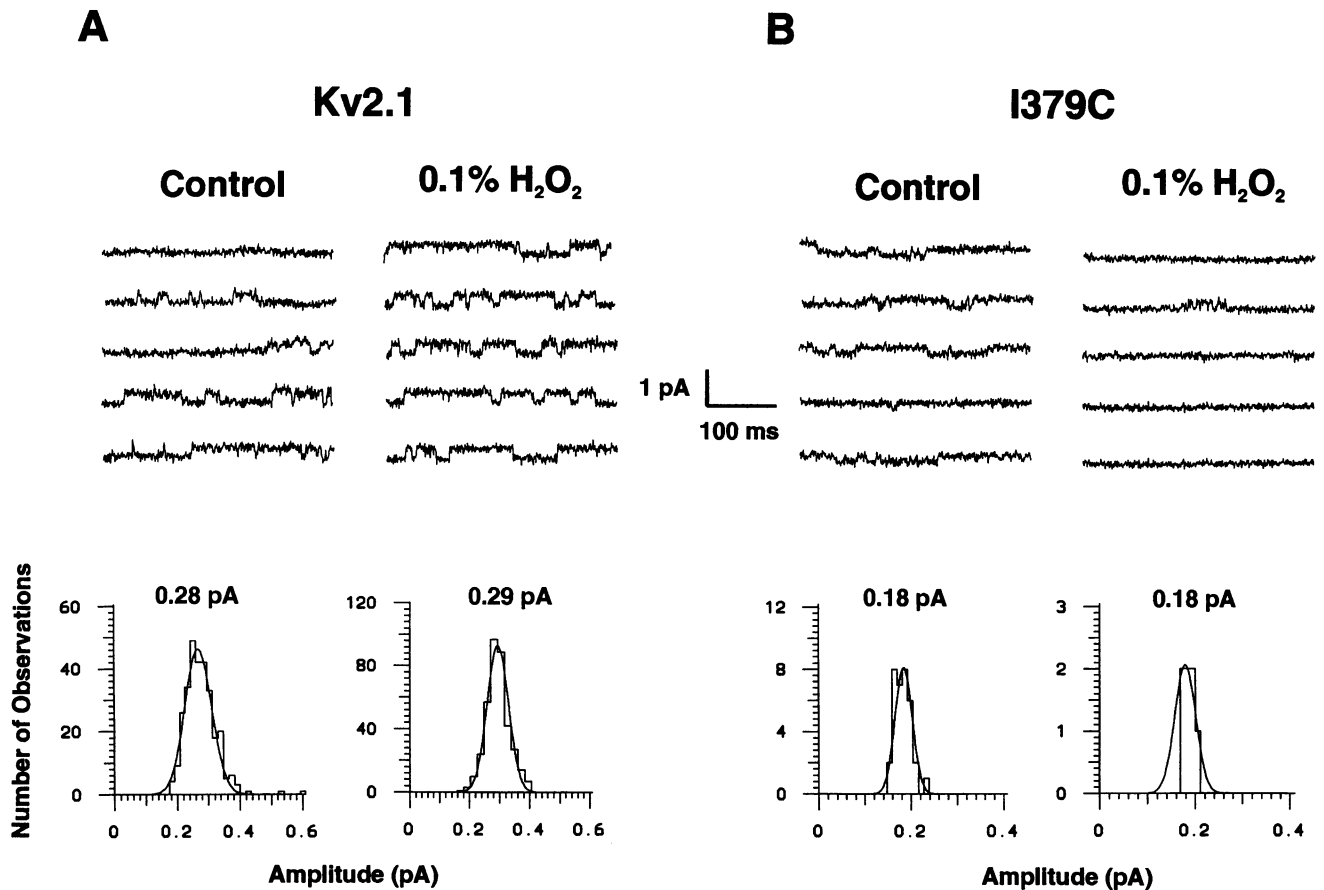 A
B
Kv2.1
I379C
Control
0.1% H₂O₂
Control
0.1% H₂O₂
1 pA
100 ms
Number of Observations
0.28 pA
60
40
20
0
0 0.2 0.4 0.6
0.29 pA
120
80
40
0
0 0.2 0.4 0.6
Amplitude (pA)
0.18 pA
12
8
4
0
0 0.2 0.4
0.18 pA
3
2
1
0
0 0.2 0.4
Amplitude (pA)